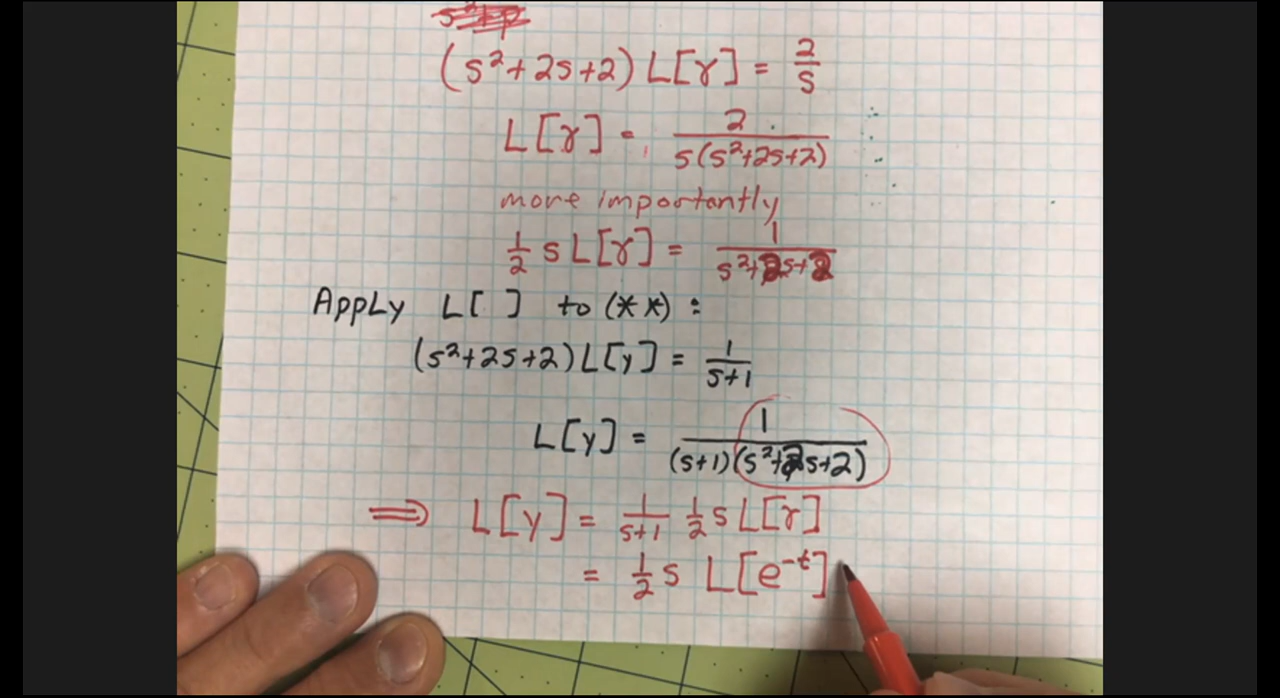 (s²+2s+2) L[γ] = 2/s
L[γ] = 2/(s(s²+2s+2))
more importantly
1/2 s L[γ] = 1/(s²+2s+2)
Apply L[ ] to (**) :
(s²+2s+2) L[y] = 1/(s+1)
L[y] = 1/((s+1)(s²+2s+2))
⟹ L[y] = 1/(s+1) 1/2 s L[γ]
= 1/2 s L[e^-t]